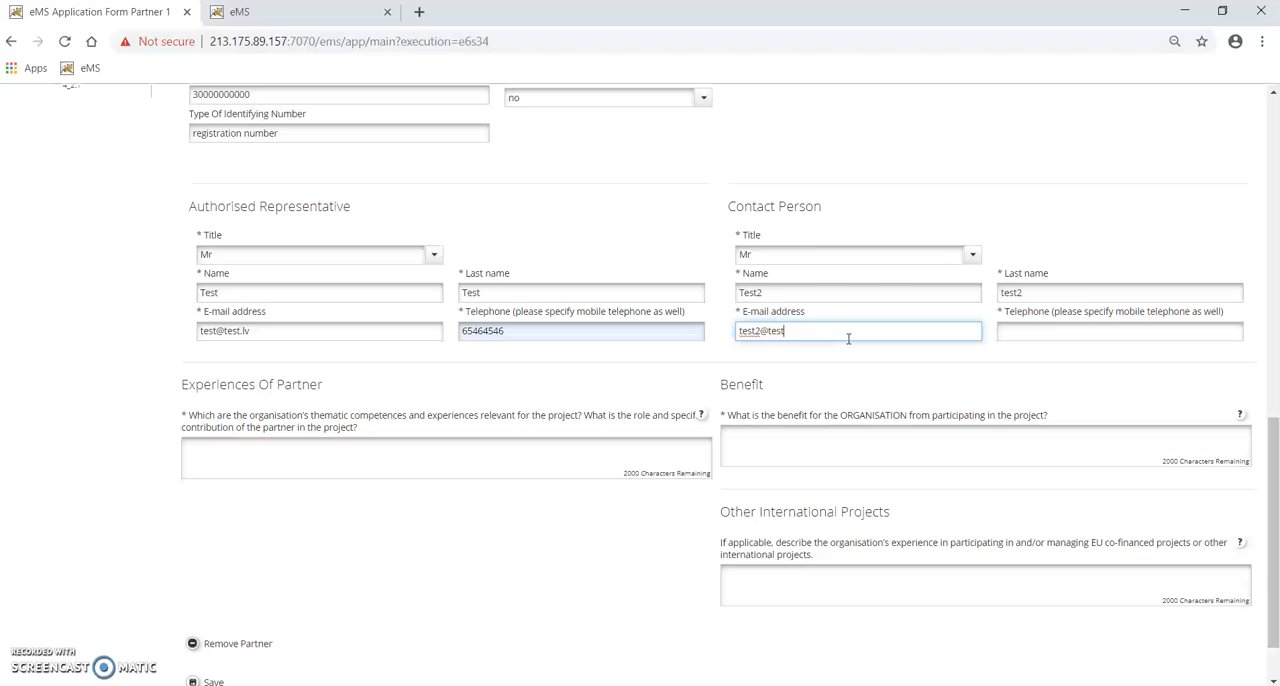 eMS Application Form Partner 1
eMS
Not secure
213.175.89.157:7070/ems/app/main?execution=e6s34
Apps
eMS
30000000000
no
Type Of Identifying Number
registration number
Authorised Representative
Contact Person
* Title
* Title
Mr
Mr
* Name
* Last name
* Name
* Last name
Test
Test
Test2
test2
* E-mail address
* Telephone (please specify mobile telephone as well)
* E-mail address
* Telephone (please specify mobile telephone as well)
test@test.lv
65464546
test2@test
Experiences Of Partner
Benefit
* Which are the organisation's thematic competences and experiences relevant for the project? What is the role and specif
contribution of the partner in the project?
?
* What is the benefit for the ORGANISATION from participating in the project?
?
2000 Characters Remaining
2000 Characters Remaining
Other International Projects
If applicable, describe the organisation's experience in participating in and/or managing EU co-financed projects or other
international projects.
?
2000 Characters Remaining
Remove Partner
Save
RECORDED WITH
SCREENCAST MATIC